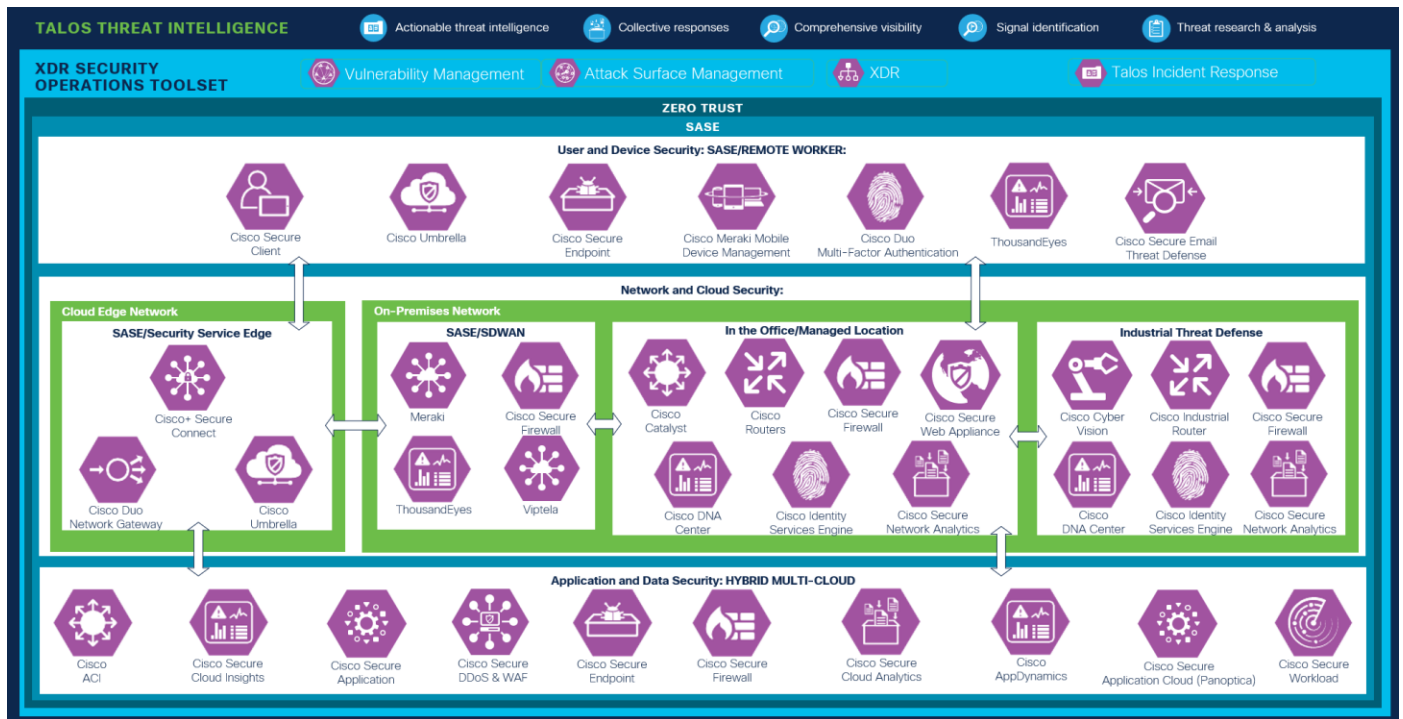 TALOS THREAT INTELLIGENCE
Actionable threat intelligence
Collective responses
Comprehensive visibility
Signal identification
Threat research & analysis
XDR SECURITY
OPERATIONS TOOLSET
Vulnerability Management
Attack Surface Management
XDR
Talos Incident Response
ZERO TRUST
SASE
User and Device Security: SASE/REMOTE WORKER:
Cisco Secure
Client
Cisco Umbrella
Cisco Secure
Endpoint
Cisco Meraki Mobile
Device Management
Cisco Duo
Multi-Factor Authentication
ThousandEyes
Cisco Secure Email
Threat Defense
Network and Cloud Security:
Cloud Edge Network
SASE/Security Service Edge
Cisco+ Secure
Connect
Cisco Duo
Network Gateway
Cisco
Umbrella
On-Premises Network
SASE/SDWAN
Meraki
Cisco Secure
Firewall
ThousandEyes
Viptela
In the Office/Managed Location
Cisco
Catalyst
Cisco
Routers
Cisco Secure
Firewall
Cisco Secure
Web Appliance
Cisco DNA
Center
Cisco Identity
Services Engine
Cisco Secure
Network Analytics
Industrial Threat Defense
Cisco Cyber
Vision
Cisco Industrial
Router
Cisco Secure
Firewall
Cisco
DNA Center
Cisco Identity
Services Engine
Cisco Secure
Network Analytics
Application and Data Security: HYBRID MULTI-CLOUD
Cisco
ACI
Cisco Secure
Cloud Insights
Cisco Secure
Application
Cisco Secure
DDoS & WAF
Cisco Secure
Endpoint
Cisco Secure
Firewall
Cisco Secure
Cloud Analytics
Cisco
AppDynamics
Cisco Secure
Application Cloud (Panoptica)
Cisco Secure
Workload